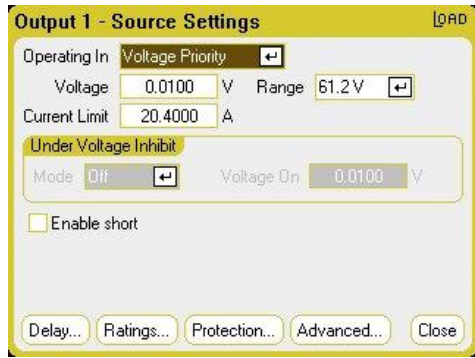 Output 1 - Source Settings LOAD
Operating In Voltage Priority
Voltage 0.0100 V Range 61.2 V
Current Limit 20.4000 A
Under Voltage Inhibit
Mode Off Voltage On 0.0100 V
Enable short
Delay... Ratings... Protection... Advanced... Close